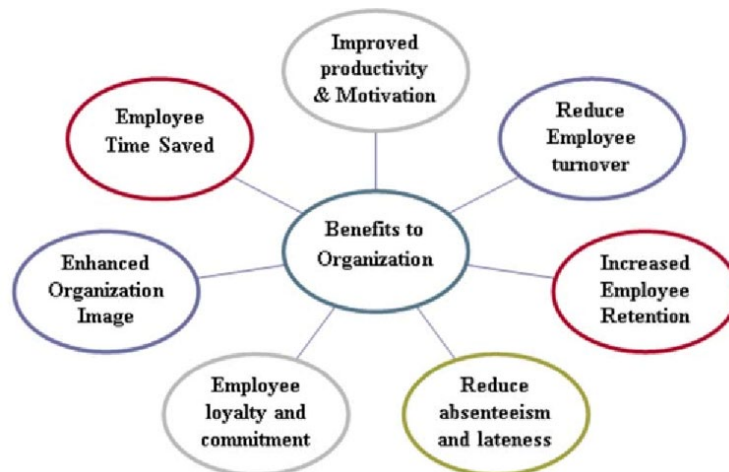 Improved
productivity
& Motivation
Reduce
Employee
turnover
Increased
Employee
Retention
Reduce
absenteeism
and lateness
Employee
loyalty and
commitment
Enhanced
Organization
Image
Employee
Time Saved
Benefits to
Organization